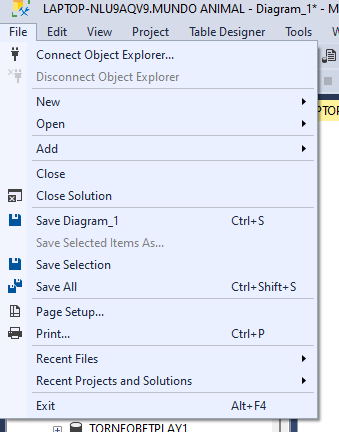 LAPTOP-NLU9AQV9.MUNDO ANIMAL - Diagram_1* - M
File Edit View Project Table Designer Tools W
Connect Object Explorer...
Disconnect Object Explorer
New
Open
Add
Close
Close Solution
Save Diagram_1 Ctrl+S
Save Selected Items As...
Save Selection
Save All Ctrl+Shift+S
Page Setup...
Print... Ctrl+P
Recent Files
Recent Projects and Solutions
Exit Alt+F4
TORNEOBETPLAY1